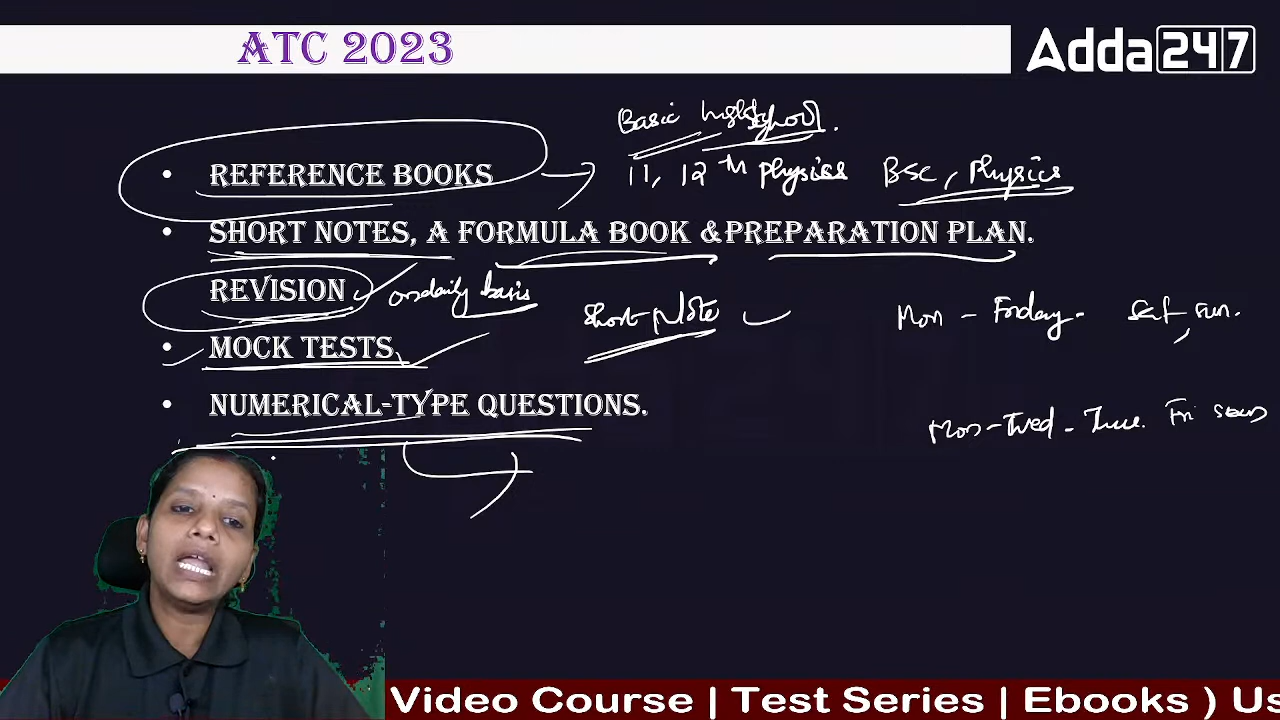 ATC 2023
Adda247
Basic high school.
• REFERENCE BOOKS
11, 12th physics BSc, Physics
• SHORT NOTES, A FORMULA BOOK &PREPARATION PLAN.
REVISION on daily basis
Short Note
Mon - Friday. Sat, Sun.
• MOCK TESTS
• NUMERICAL-TYPE QUESTIONS.
Mon - Wed - Fri
Video Course | Test Series | Ebooks ) Us